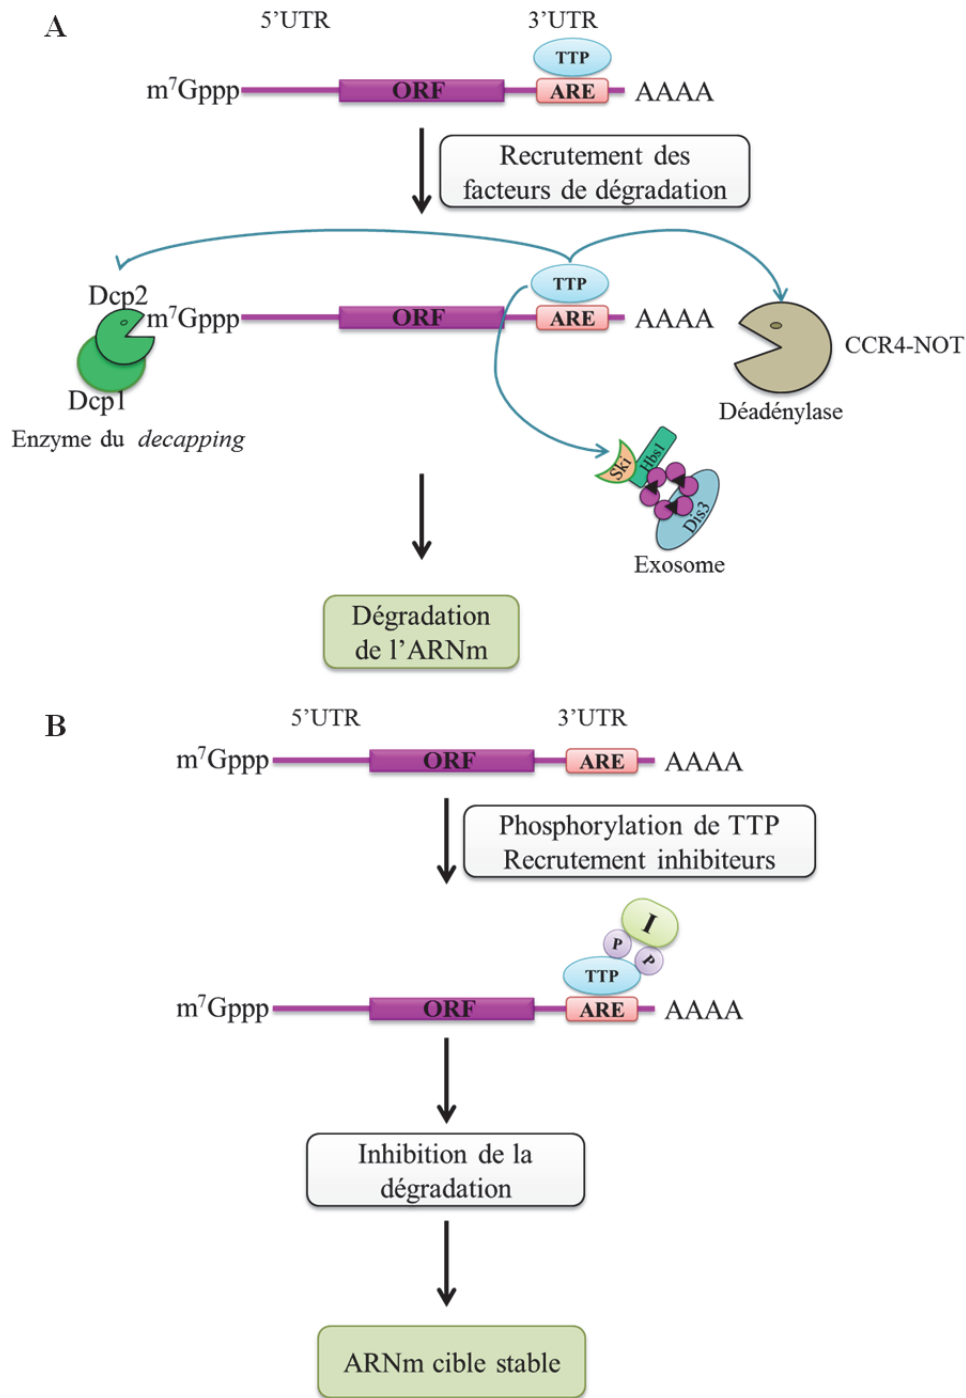 A
5’UTR
3’UTR
TTP
m⁷Gppp
ORF
ARE
AAAA
Recrutement des
facteurs de dégradation
Dcp2
TTP
m⁷Gppp
ORF
ARE
AAAA
CCR4-NOT
Dcp1
Déadénylase
Enzyme du decapping
Ski
Hbs1
Dis3
Exosome
Dégradation
de l’ARNm
B
5’UTR
3’UTR
m⁷Gppp
ORF
ARE
AAAA
Phosphorylation de TTP
Recrutement inhibiteurs
I
P
P
TTP
m⁷Gppp
ORF
ARE
AAAA
Inhibition de la
dégradation
ARNm cible stable